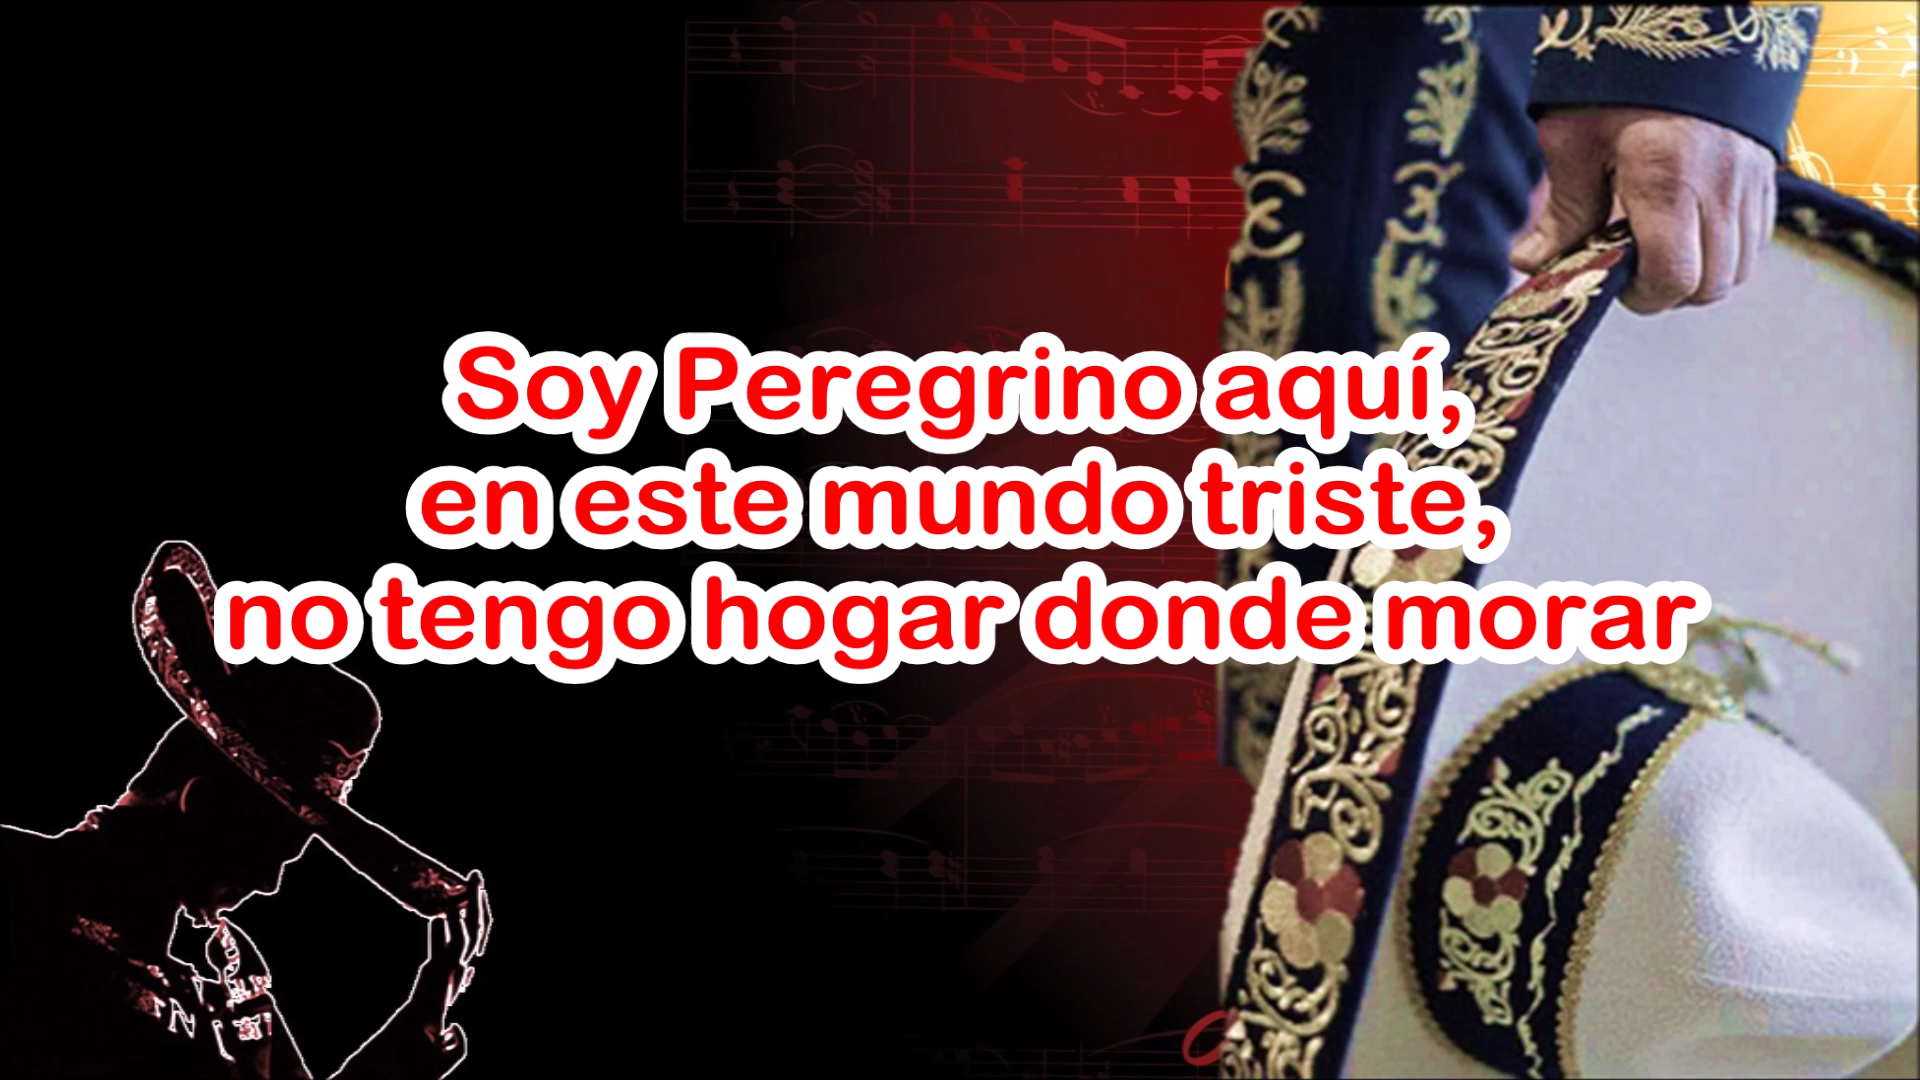 Soy Peregrino aquí,
en este mundo triste,
no tengo hogar donde morar